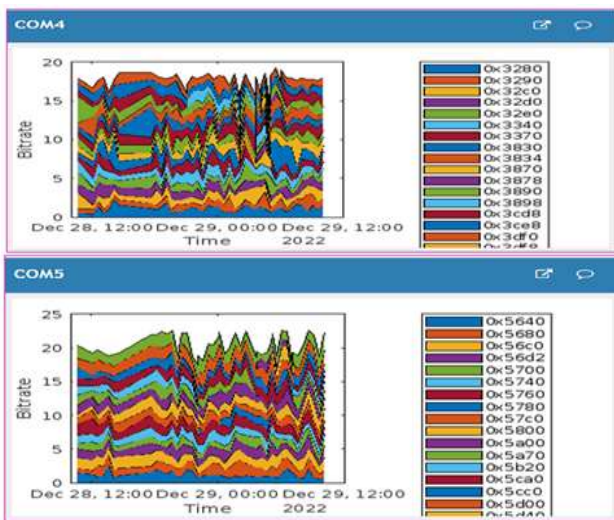 COM4
20
15
10
5
0
Bitrate
Dec 28, 12:00 Dec 29, 00:00 Dec 29, 12:00
Time 2022
0x3280
0x3290
0x32c0
0x32d0
0x32e0
0x3340
0x3370
0x3830
0x3834
0x3870
0x3878
0x3890
0x3898
0x3cd8
0x3ce8
0x3df0
0x3df8
COM5
25
20
15
10
5
0
Bitrate
Dec 28, 12:00 Dec 29, 00:00 Dec 29, 12:00
Time 2022
0x5640
0x5680
0x56c0
0x56d2
0x5700
0x5740
0x5760
0x5780
0x57c0
0x5800
0x5a00
0x5a70
0x5b20
0x5ca0
0x5cc0
0x5d00
0x5d40